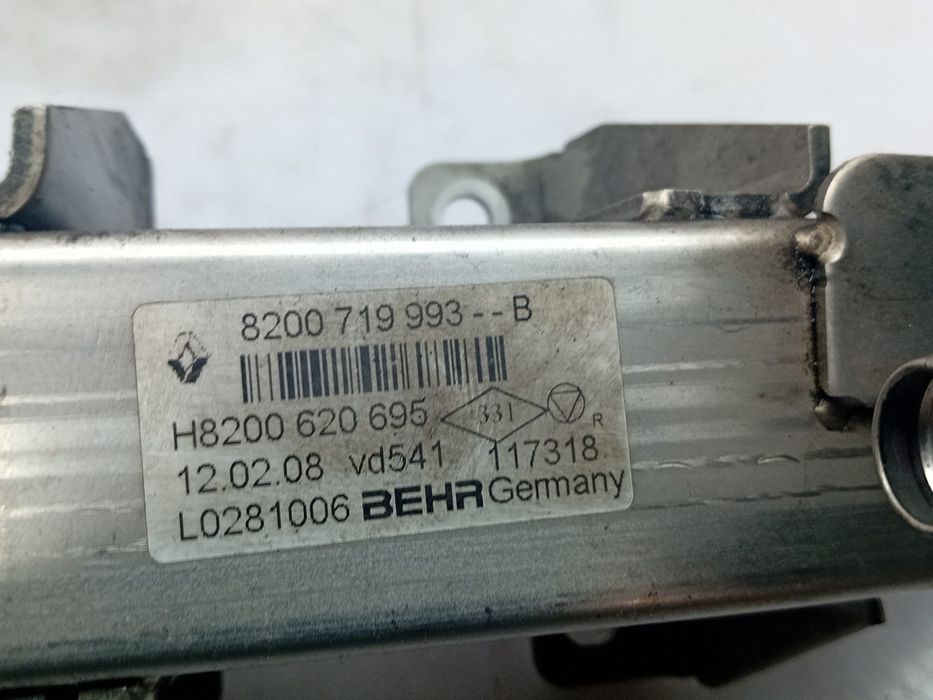 8200 719 993--B
H8200 620 695 331
R
12.02.08 vd541 117318
L0281006 BEHR Germany